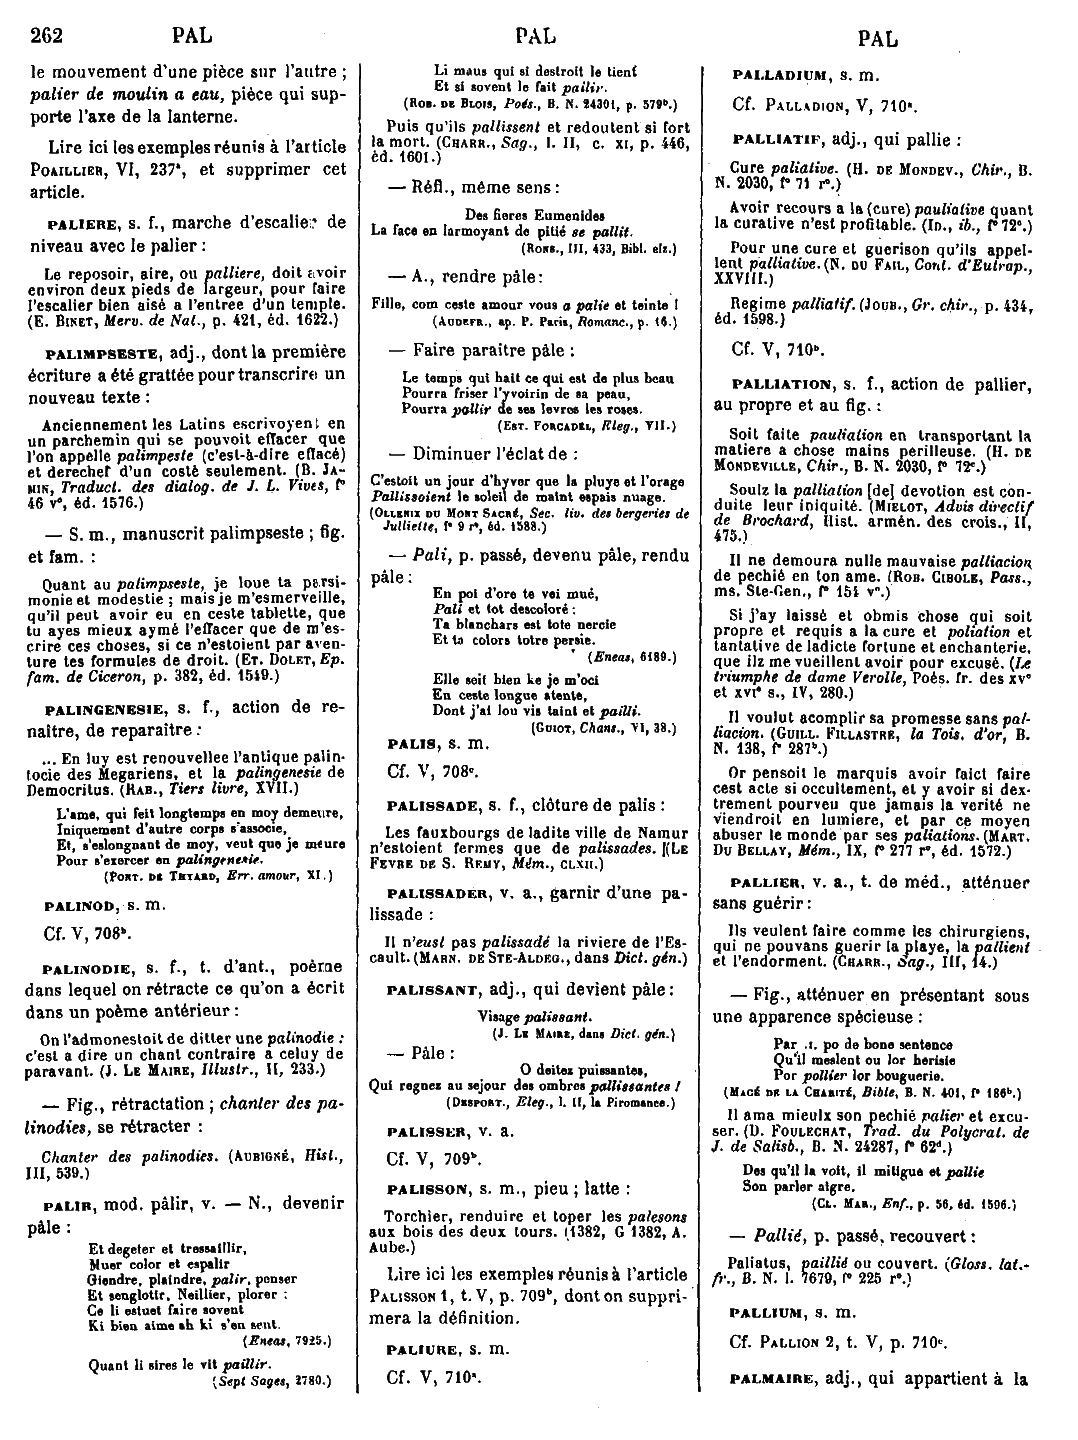 262 PAL PAL PAL
le mouvement d'une pièce sur l'autre ;
palier de moulin a eau, pièce qui sup-
porte l'axe de la lanterne.
Lire ici les exemples réunis à l'article
POAILLIER, VI, 237ª, et supprimer cet
article.
PALIERE, s. f., marche d'escalier de
niveau avec le palier :
Le reposoir, aire, ou palliere, doit avoir
environ deux pieds de largeur, pour faire
l'escalier bien aisé a l'entree d'un temple.
(E. BINET, Merv. de Nat., p. 421, éd. 1622.)
PALIMPSESTE, adj., dont la première
écriture a été grattée pour transcrire un
nouveau texte :
Anciennement les Latins escrivoyent en
un parchemin qui se pouvoit effacer que
l'on appelle palimpeste (c'est-à-dire effacé)
et derechef d'un costé seulement. (B. JA-
MIN, Traduct. des dialog. de J. L. Vives, f°
46 v°, éd. 1576.)
— S. m., manuscrit palimpseste ; fig.
et fam. :
Quant au palimpseste, je loue ta parsi-
monie et modestie ; mais je m'esmerveille,
qu'il peut avoir eu en ceste tablette, que
tu ayes mieux aymé l'effacer que de m'es-
crire ces choses, si ce n'estoient par aven-
ture tes formules de droit. (ET. DOLET, Ep.
fam. de Ciceron, p. 382, éd. 1549.)
PALINGENESIE, s. f., action de re-
naître, de reparaître :
... En luy est renouvellee l'antique palin-
tocie des Megariens, et la palingenesie de
Democritus. (RAB., Tiers livre, XVII.)
L'ame, qui feit longtemps en moy demeure,
Iniquement d'autre corps s'associe,
Et, s'eslongnant de moy, veut que je meure
Pour s'exercer en palingenesie.
(PONT. DE TYTARD, Err. amour, XI.)
PALINOD, s. m.
Cf. V, 708ᵇ.
PALINODIE, s. f., t. d'ant., poème
dans lequel on rétracte ce qu'on a écrit
dans un poème antérieur :
On l'admonestoit de ditter une palinodie :
c'est a dire un chant contraire a celuy de
paravant. (J. LE MAIRE, Illustr., II, 233.)
— Fig., rétractation ; chanter des pa-
linodies, se rétracter :
Chanter des palinodies. (AUBIGNÉ, Hist.,
III, 539.)
PALIR, mod. pâlir, v. — N., devenir
pâle :
Et degeter et tressaillir,
Muer color et espalir
Giendre, plaindre, palir, penser
Et senglotir, Neillier, plorer :
Ce li estuet faire sovent
Ki bien aime ah ki s'en sent.
(Eneas, 7925.)
Quant li sires le vit paillir.
(Sept Sages, 2780.)
Li maus qui si destroit le tient
Et si sovent le fait pallir.
(ROB. DE BLOIS, Poés., B. N. 24301, p. 579ᵇ.)
Puis qu'ils pallissent et redoutent si fort
la mort. (CHARR., Sag., l. II, c. XI, p. 446,
éd. 1601.)
— Réfl., même sens :
Des fieres Eumenides
La face en larmoyant de pitié se pallit.
(RONS., III, 433, Bibl. elz.)
— A., rendre pâle :
Fille, com ceste amour vous a palie et teinte !
(AUDEFR., ap. P. Paris, Romanc., p. 16.)
— Faire paraître pâle :
Le temps qui hait ce qui est de plus beau
Pourra friser l'yvoirin de sa peau,
Pourra pallir de ses levres les roses.
(EST. FORCADEL, Eleg., VII.)
— Diminuer l'éclat de :
C'estoit un jour d'hyver que la pluye et l'orage
Pallissoient le soleil de maint espais nuage.
(OLLENIX DU MONT SACRÉ, Sec. liv. des bergeries de
Julliette, f° 9 r°, éd. 1588.)
— Pali, p. passé, devenu pâle, rendu
pâle :
En poi d'ore te vei mué,
Pali et tot descoloré :
Ta blanchars est tote nercie
Et ta colors totre persie.
(Eneas, 6189.)
Elle seit bien ke je m'oci
En ceste longue atente,
Dont j'ai lou vis taint et pailli.
(GUIOT, Chans., VI, 38.)
PALIS, s. m.
Cf. V, 708ᶜ.
PALISSADE, s. f., clôture de palis :
Les fauxbourgs de ladite ville de Namur
n'estoient fermes que de palissades. (LE
FEVRE DE S. REMY, Mém., CLXII.)
PALISSADER, v. a., garnir d'une pa-
lissade :
Il n'eust pas palissadé la riviere de l'Es-
cault. (MARN. DE STE-ALDEG., dans Dict. gén.)
PALISSANT, adj., qui devient pâle :
Visage palissant.
(J. LE MAIRE, dans Dict. gén.)
— Pâle :
O deitez puissantes,
Qui regnez au sejour des ombres pallissantes !
(DESPORT., Eleg., l. II, la Piromance.)
PALISSER, v. a.
Cf. V, 709ᵇ.
PALISSON, s. m., pieu ; latte :
Torchier, renduire et toper les palesons
aux bois des deux tours. (1382, G 1382, A.
Aube.)
Lire ici les exemples réunis à l'article
PALISSON 1, t. V, p. 709ᵇ, dont on suppri-
mera la définition.
PALIURE, s. m.
Cf. V, 710ª.
PALLADIUM, s. m.
Cf. PALLADION, V, 710ª.
PALLIATIF, adj., qui pallie :
Cure paliative. (H. DE MONDEV., Chir., B.
N. 2030, f° 71 r°.)
Avoir recours a la (cure) pauliative quant
la curative n'est profitable. (ID., ib., f° 72°.)
Pour une cure et guerison qu'ils appel-
lent palliative. (N. DU FAIL, Cont. d'Eutrap.,
XXVIII.)
Regime palliatif. (JOUB., Gr. chir., p. 434,
éd. 1598.)
Cf. V, 710ᵇ.
PALLIATION, s. f., action de pallier,
au propre et au fig. :
Soit faite pauliation en transportant la
matiere a chose mains perilleuse. (H. DE
MONDEVILLE, Chir., B. N. 2030, f° 72°.)
Soulz la palliation [de] devotion est con-
duite leur iniquité. (MIELOT, Advis directif
de Brochard, Hist. armén. des crois., II,
475.)
Il ne demoura nulle mauvaise palliacion
de pechié en ton ame. (ROB. CIBOLE, Pass.,
ms. Ste-Gen., f° 151 v°.)
Si j'ay laissé et obmis chose qui soit
propre et requis a la cure et poliation et
tantative de ladicte fortune et enchanterie,
que ilz me vueillent avoir pour excusé. (Le
triumphe de dame Verolle, Poés. fr. des XVᵉ
et XVIᵉ s., IV, 280.)
Il voulut acomplir sa promesse sans pal-
liacion. (GUILL. FILLASTRE, la Tois. d'or, B.
N. 138, f° 287ᵇ.)
Or pensoit le marquis avoir faict faire
cest acte si occultement, et y avoir si dex-
trement pourveu que jamais la verité ne
viendroit en lumiere, et par ce moyen
abuser le monde par ses paliations. (MART.
DU BELLAY, Mém., IX, f° 277 r°, éd. 1572.)
PALLIER, v. a., t. de méd., atténuer
sans guérir :
Ils veulent faire comme les chirurgiens,
qui ne pouvans guerir la playe, la pallient
et l'endorment. (CHARR., Sag., III, 14.)
— Fig., atténuer en présentant sous
une apparence spécieuse :
Par .I. po de bone sentence
Qu'il meslent ou lor herisie
Por pollier lor bouguerie.
(MACÉ DE LA CHARITÉ, Bible, B. N. 401, f° 186ᵇ.)
Il ama mieulx son pechié palier et excu-
ser. (D. FOULECHAT, Trad. du Polycrat. de
J. de Salisb., B. N. 24287, f° 62ᵈ.)
Des qu'il la voit, il mitigue et pallie
Son parler aigre.
(CL. MAR., Enf., p. 56, éd. 1596.)
— Pallié, p. passé, recouvert :
Paliatus, paillié ou couvert. (Gloss. lat.-
fr., B. N. l. 7679, f° 225 r°.)
PALLIUM, s. m.
Cf. PALLION 2, t. V, p. 710ᶜ.
PALMAIRE, adj., qui appartient à la